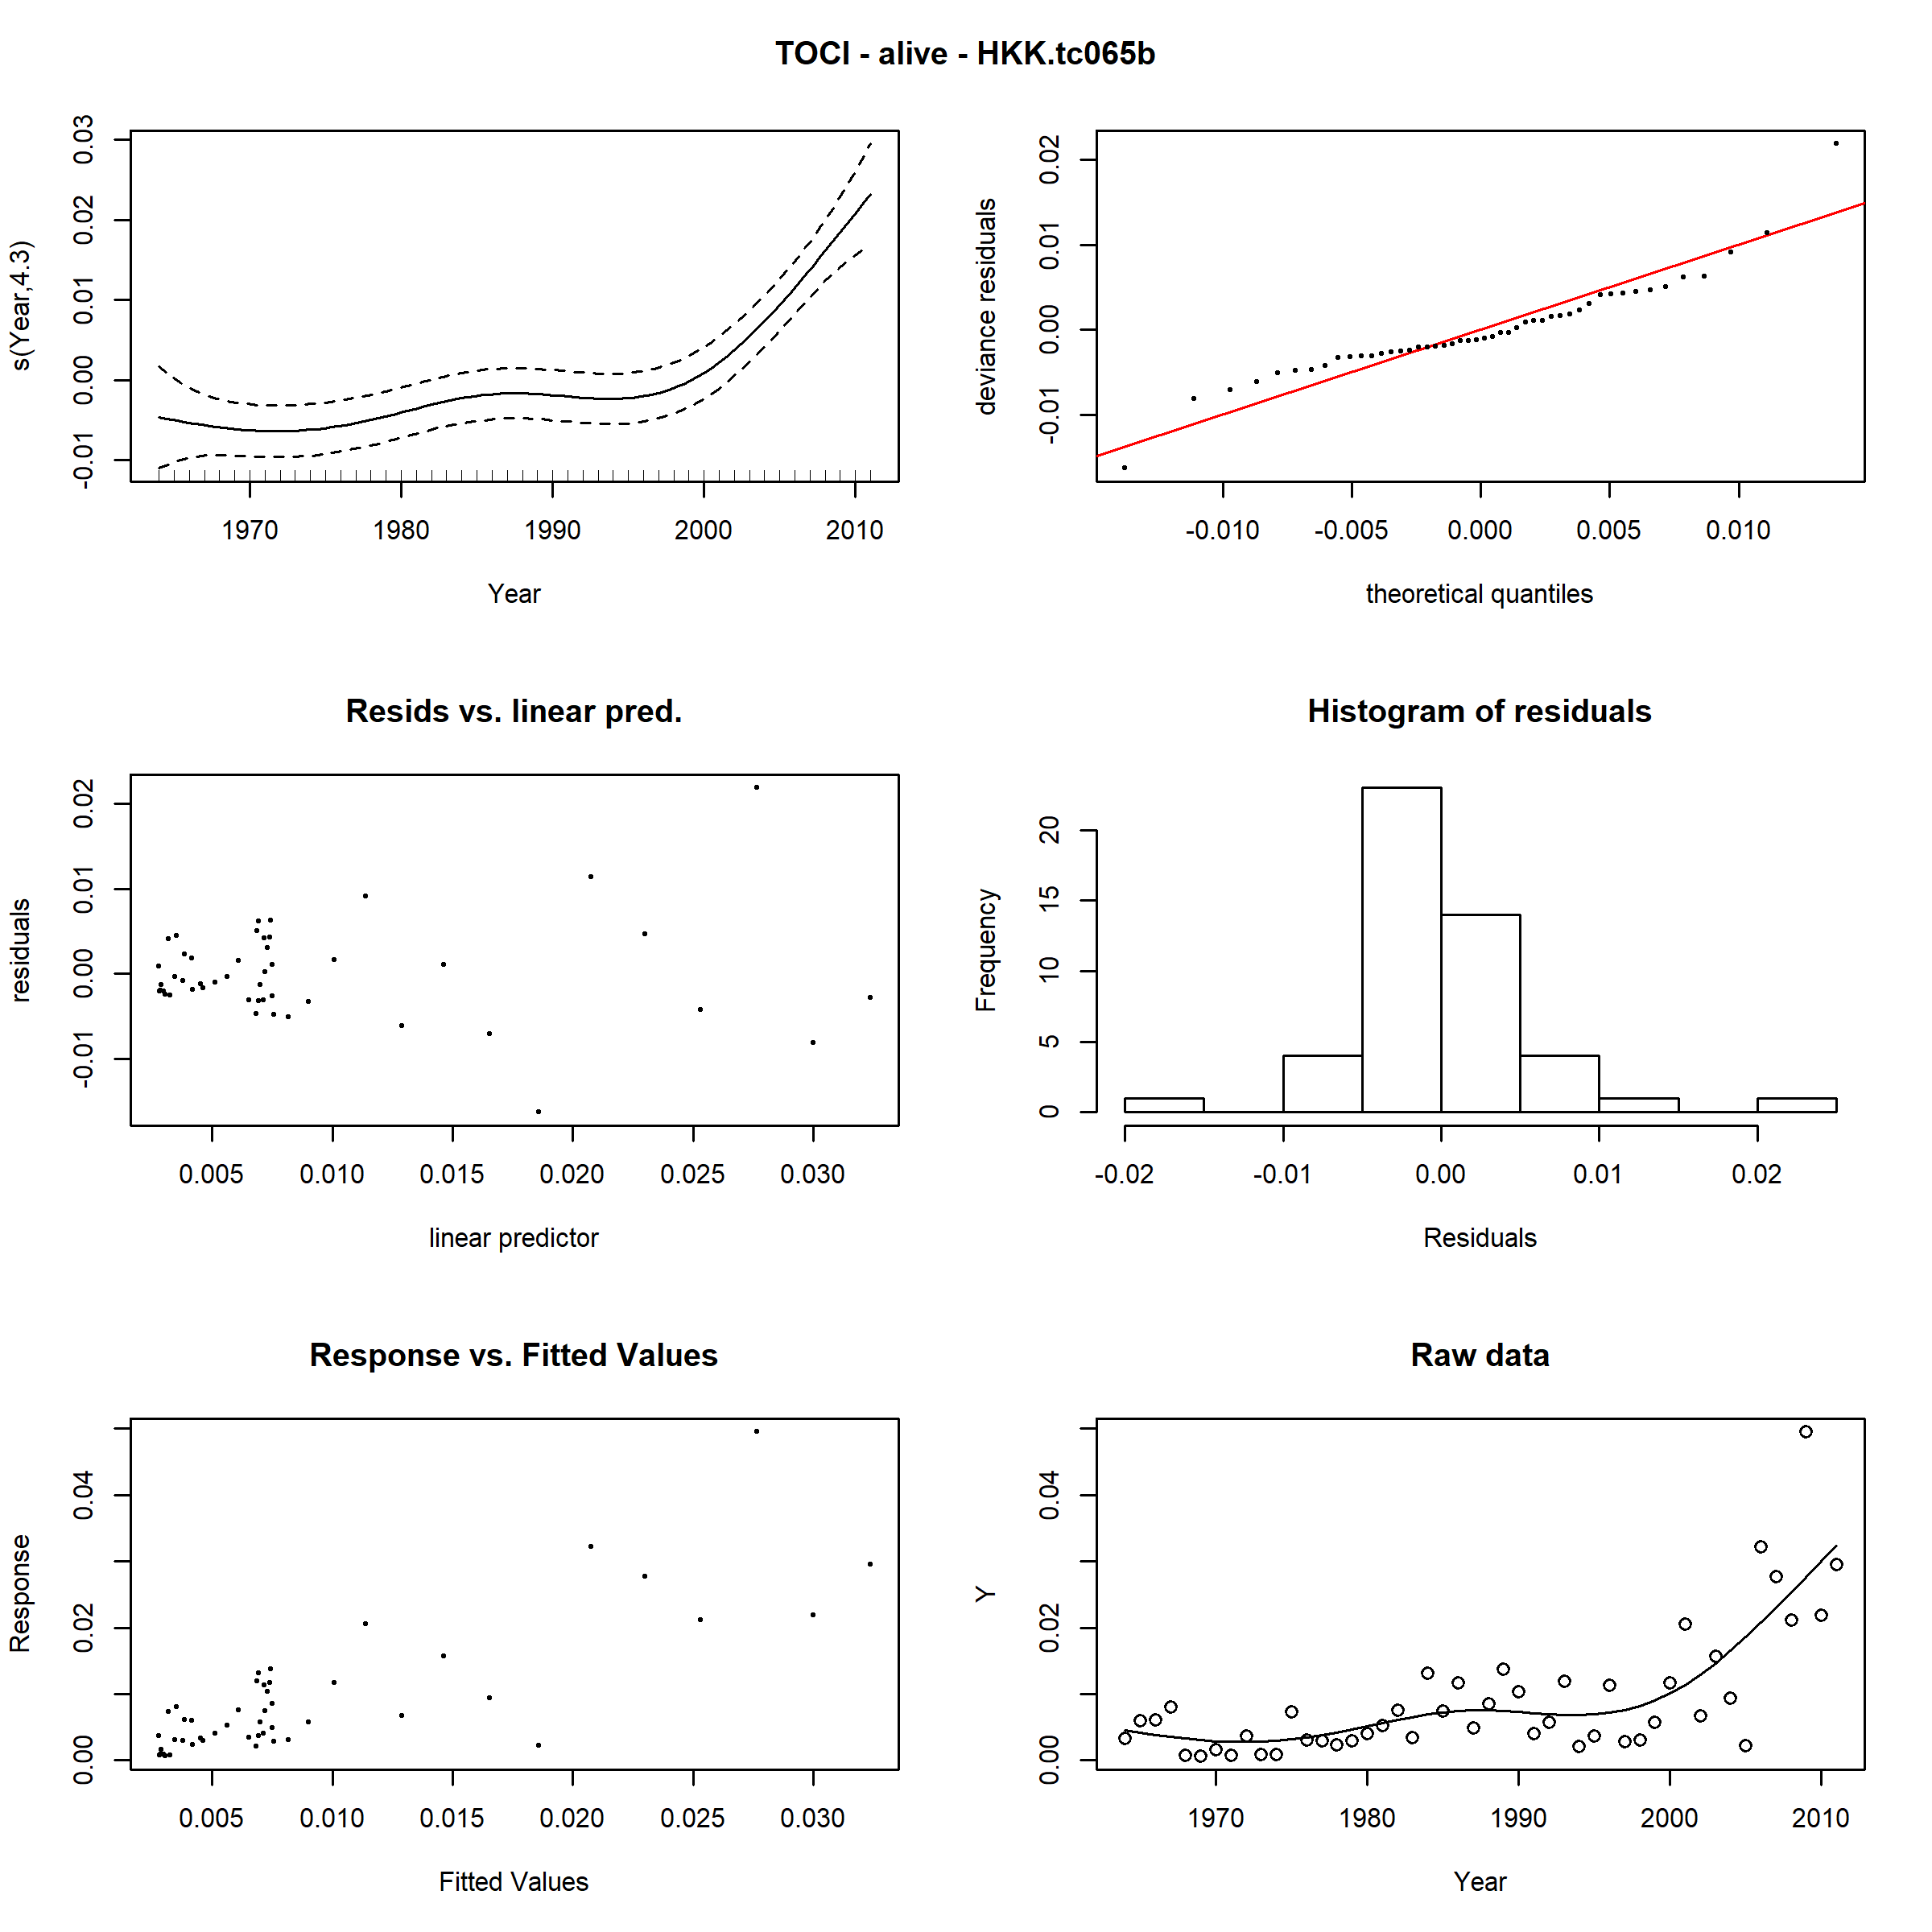 TOCI - alive - HKK.tc065b
s(Year,4.3)
-0.01 0.00 0.01 0.02 0.03
1970 1980 1990 2000 2010
Year
deviance residuals
-0.01 0.00 0.01 0.02
-0.010 -0.005 0.000 0.005 0.010
theoretical quantiles
Resids vs. linear pred.
residuals
-0.01 0.00 0.01 0.02
0.005 0.010 0.015 0.020 0.025 0.030
linear predictor
Histogram of residuals
Frequency
0 5 10 15 20
-0.02 -0.01 0.00 0.01 0.02
Residuals
Response vs. Fitted Values
Response
0.00 0.02 0.04
0.005 0.010 0.015 0.020 0.025 0.030
Fitted Values
Raw data
Y
0.00 0.02 0.04
1970 1980 1990 2000 2010
Year